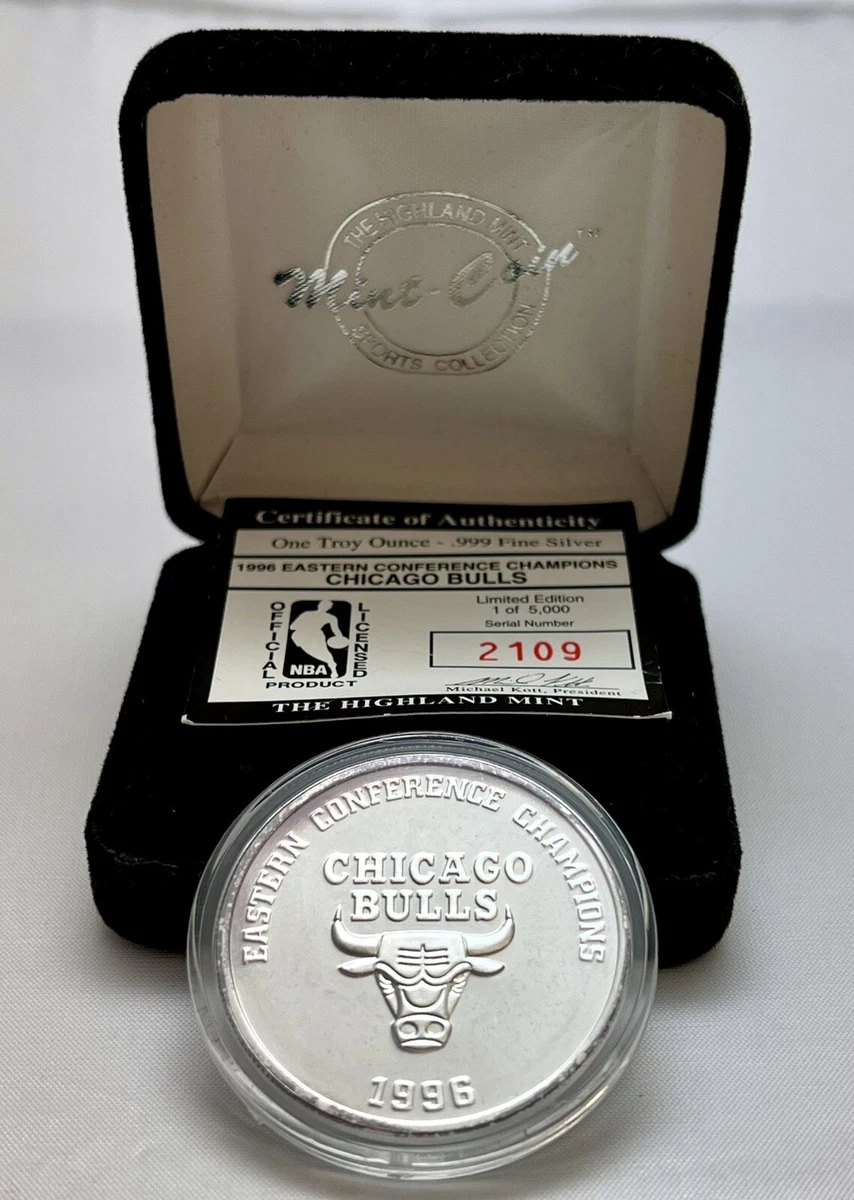 THE HIGHLAND MINT
Mint-Coin™
SPORTS COLLECTION
Certificate of Authenticity
One Troy Ounce - .999 Fine Silver
1996 EASTERN CONFERENCE CHAMPIONS
CHICAGO BULLS
OFFICIAL
NBA
LICENSED
PRODUCT
Limited Edition
1 of 5,000
Serial Number
2109
Michael Kott, President
THE HIGHLAND MINT
EASTERN CONFERENCE CHAMPIONS
CHICAGO
BULLS
1996